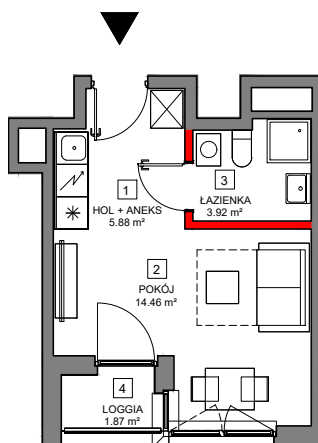 1
HOL + ANEKS
5.88 m²
3
ŁAZIENKA
3.92 m²
2
POKÓJ
14.46 m²
4
LOGGIA
1.87 m²